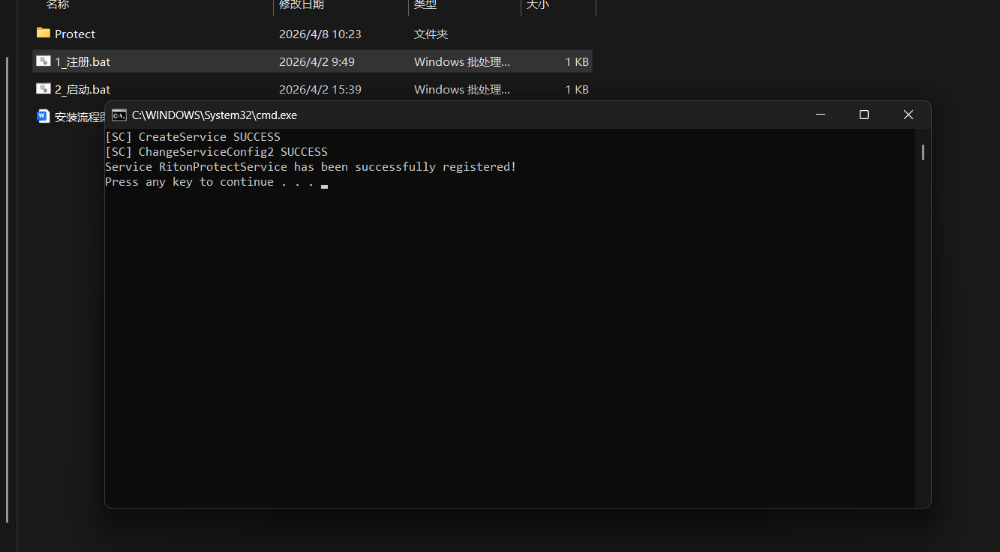 名称 修改日期 类型 大小
Protect 2026/4/8 10:23 文件夹
1_注册.bat 2026/4/2 9:49 Windows 批处理... 1 KB
2_启动.bat 2026/4/2 15:39 Windows 批处理... 1 KB
安装流程图
C:\WINDOWS\System32\cmd.exe
[SC] CreateService SUCCESS
[SC] ChangeServiceConfig2 SUCCESS
Service RitonProtectService has been successfully registered!
Press any key to continue . . .